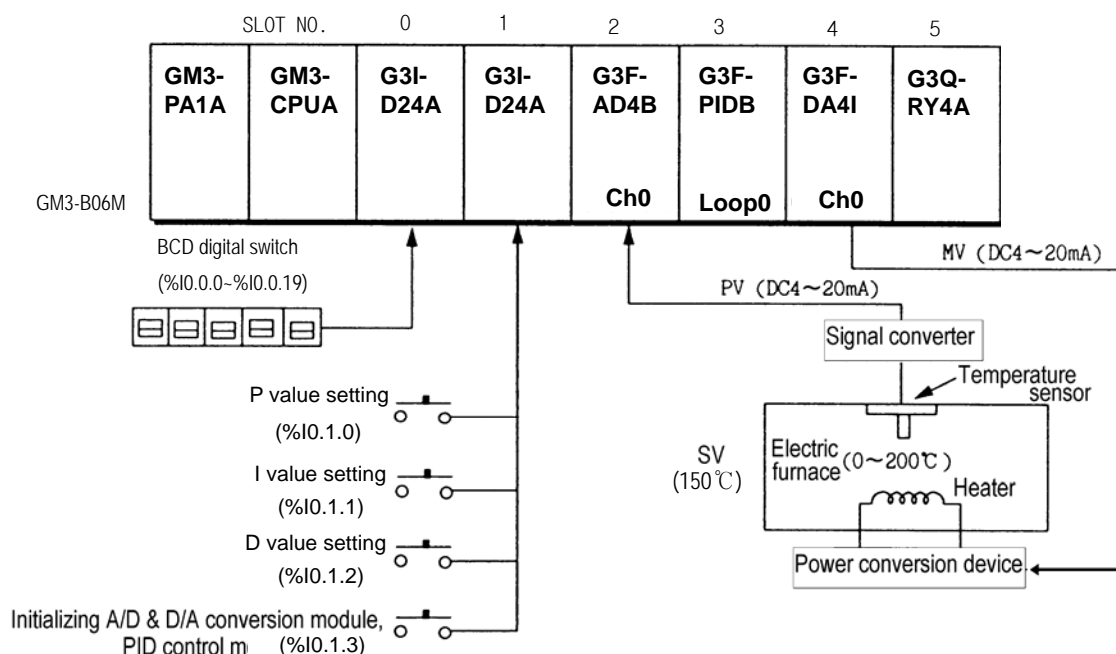 SLOT NO. 0 1 2 3 4 5
GM3-PA1A
GM3-CPUA
G3I-D24A
G3I-D24A
G3F-AD4B
G3F-PIDB
G3F-DA4I
G3Q-RY4A
Ch0
Loop0
Ch0
GM3-B06M
BCD digital switch
(%I0.0.0~%I0.0.19)
MV (DC4～20mA)
PV (DC4～20mA)
Signal converter
Temperature
sensor
P value setting
(%I0.1.0)
SV
(150℃)
Electric
furnace
(0～200℃)
Heater
I value setting
(%I0.1.1)
D value setting
(%I0.1.2)
Power conversion device
Initializing A/D & D/A conversion module,
PID control m (%I0.1.3)